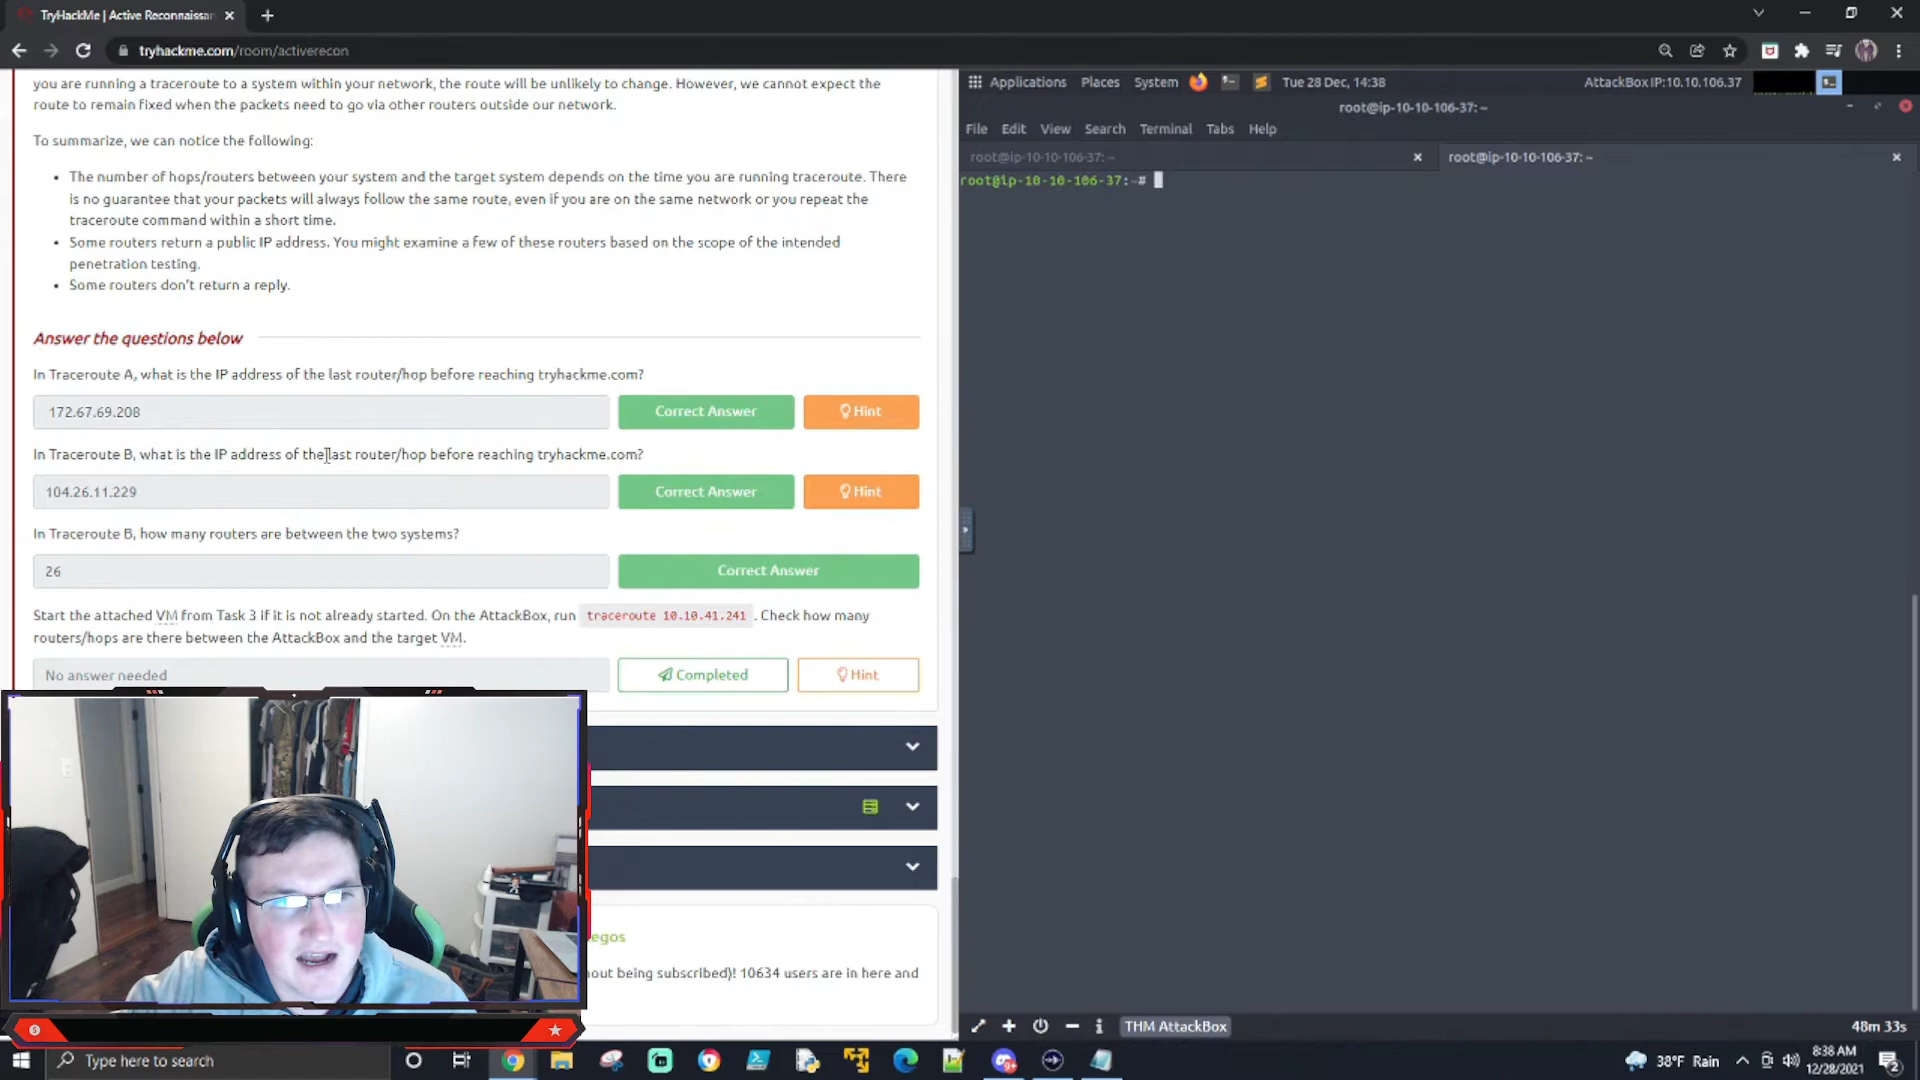 TryHackMe | Active Reconnaissan
tryhackme.com/room/activerecon
you are running a traceroute to a system within your network, the route will be unlikely to change. However, we cannot expect the
route to remain fixed when the packets need to go via other routers outside our network.
To summarize, we can notice the following:
• The number of hops/routers between your system and the target system depends on the time you are running traceroute. There
is no guarantee that your packets will always follow the same route, even if you are on the same network or you repeat the
traceroute command within a short time.
• Some routers return a public IP address. You might examine a few of these routers based on the scope of the intended
penetration testing.
• Some routers don't return a reply.
Answer the questions below
In Traceroute A, what is the IP address of the last router/hop before reaching tryhackme.com?
172.67.69.208
Correct Answer
Hint
In Traceroute B, what is the IP address of the last router/hop before reaching tryhackme.com?
104.26.11.229
Correct Answer
Hint
In Traceroute B, how many routers are between the two systems?
26
Correct Answer
Start the attached VM from Task 3 if it is not already started. On the AttackBox, run traceroute 10.10.41.241 . Check how many
routers/hops are there between the AttackBox and the target VM.
No answer needed
Completed
Hint
egos
out being subscribed)! 10634 users are in here and
Applications Places System Tue 28 Dec, 14:38 AttackBox IP:10.10.106.37
root@ip-10-10-106-37: ~
File Edit View Search Terminal Tabs Help
root@ip-10-10-106-37: ~
root@ip-10-10-106-37: ~
root@ip-10-10-106-37:~#
THM AttackBox
48m 33s
Type here to search
38°F Rain
8:38 AM
12/28/2021
2